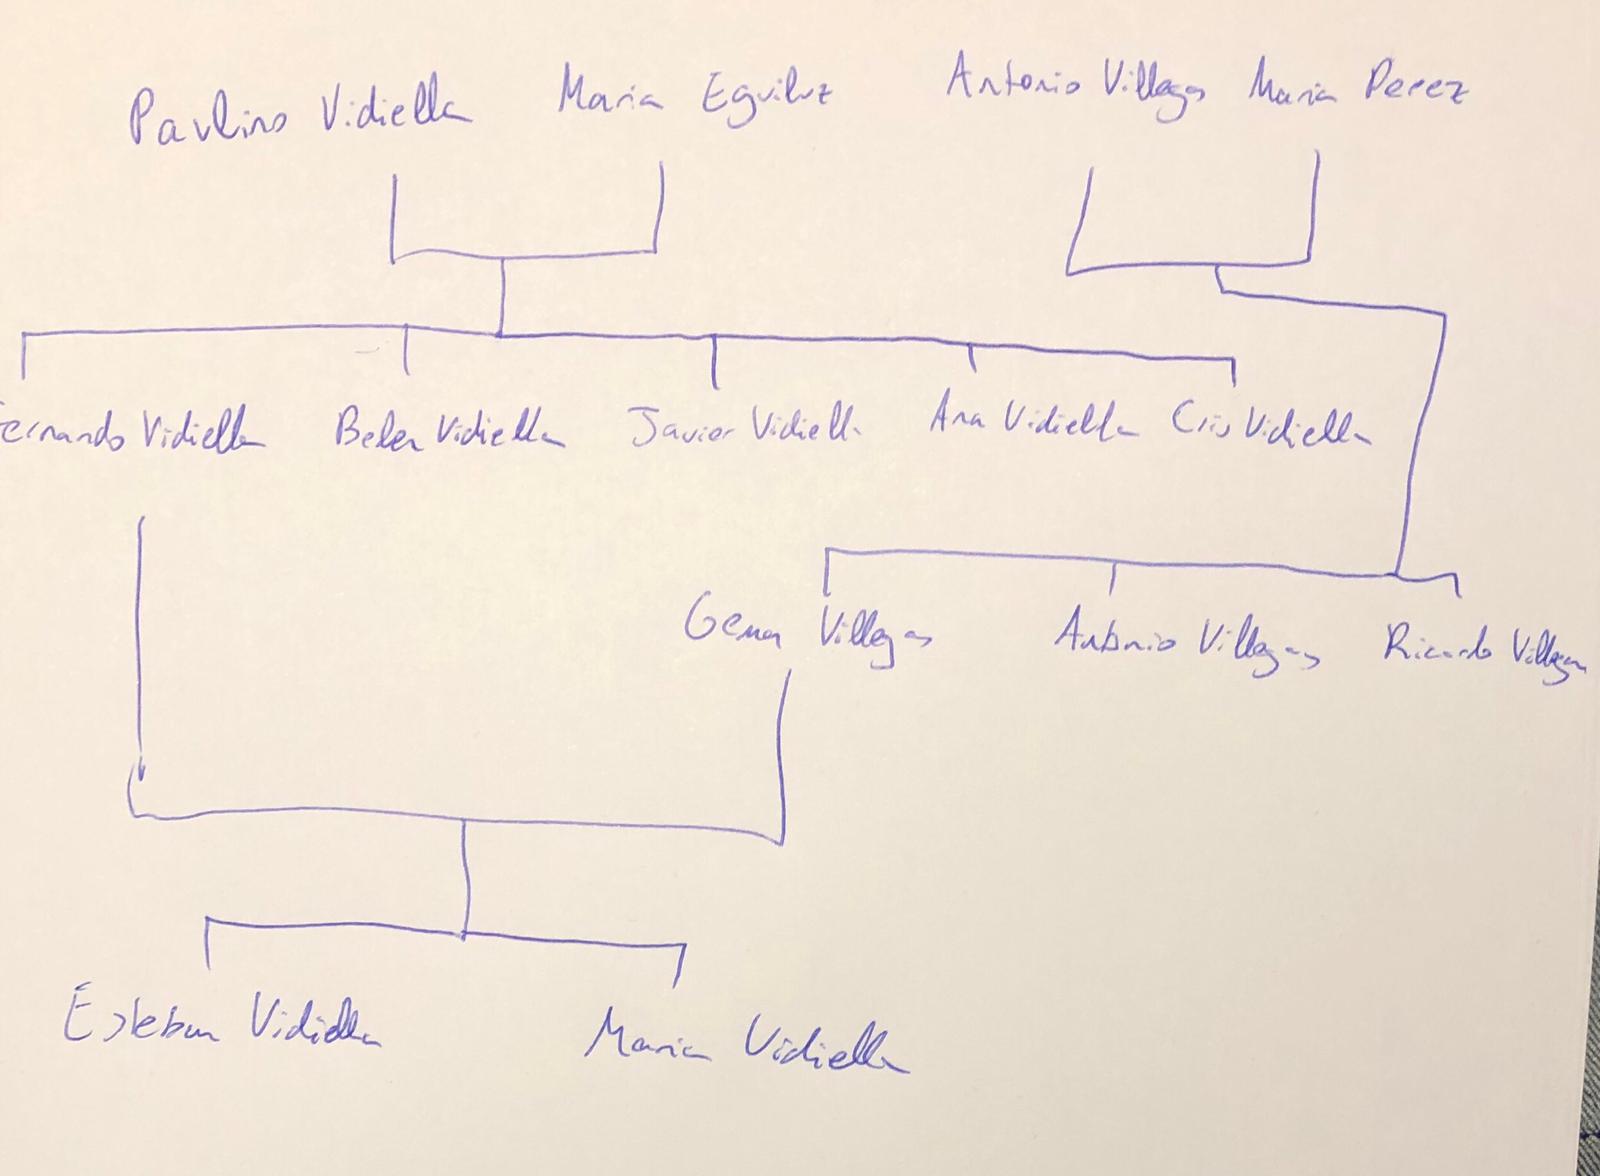 Paulino Vidiella Maria Eguiluz Antonio Villegas Maria Perez
Fernando Vidiella Belen Vidiella Javier Vidiella Ana Vidiella Cris Vidiella
Gema Villegas Antonio Villegas Ricardo Villegas
Esteban Vidiella Maria Vidiella